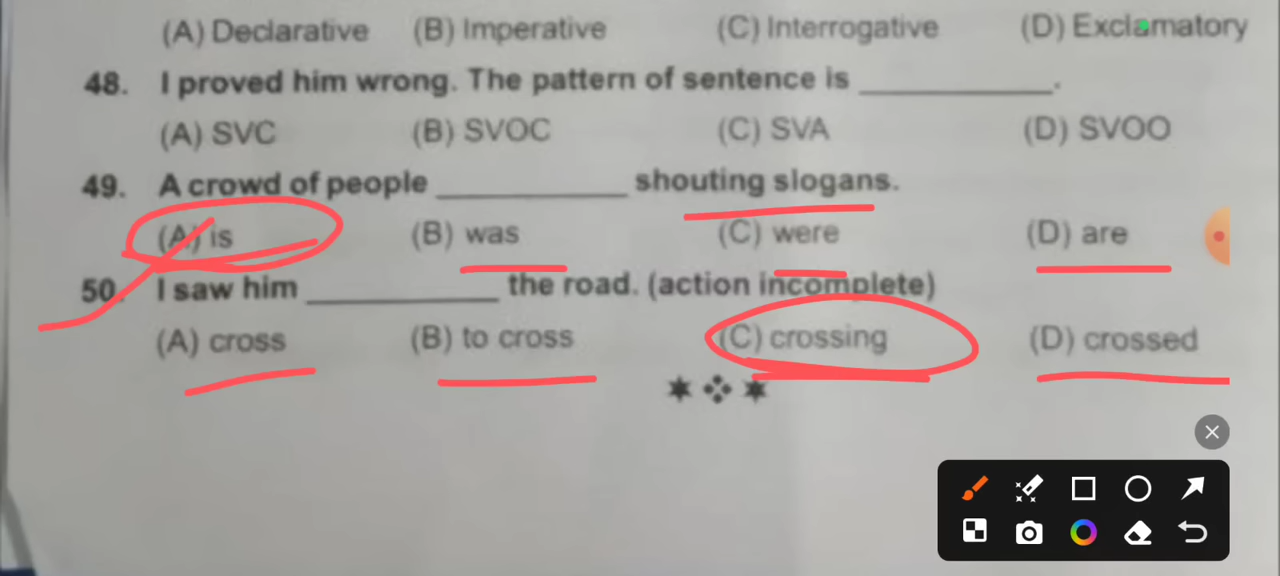 (A) Declarative (B) Imperative (C) Interrogative (D) Exclamatory
48. I proved him wrong. The pattern of sentence is ____________.
(A) SVC (B) SVOC (C) SVA (D) SVOO
49. A crowd of people ____________ shouting slogans.
(A) is (B) was (C) were (D) are
50. I saw him ____________ the road. (action incomplete)
(A) cross (B) to cross (C) crossing (D) crossed